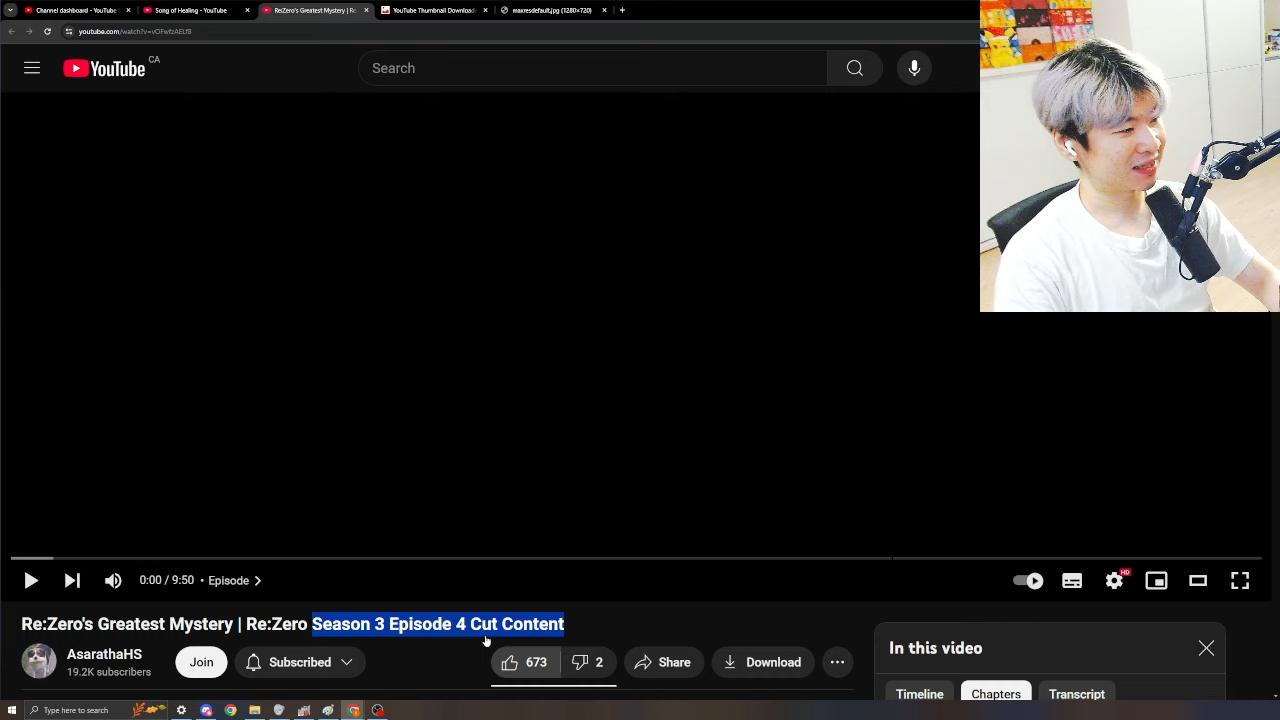 Channel dashboard - YouTube
Song of Healing - YouTube
Re:Zero's Greatest Mystery | Re:
YouTube Thumbnail Downloade
maxresdefault.jpg (1280×720)
youtube.com/watch?v=vOFwfzAELf8
YouTube CA
Search
0:00 / 9:50 • Episode
HD
Re:Zero's Greatest Mystery | Re:Zero Season 3 Episode 4 Cut Content
AsarathaHS
19.2K subscribers
Join
Subscribed
673
2
Share
Download
In this video
Timeline
Chapters
Transcript
Type here to search